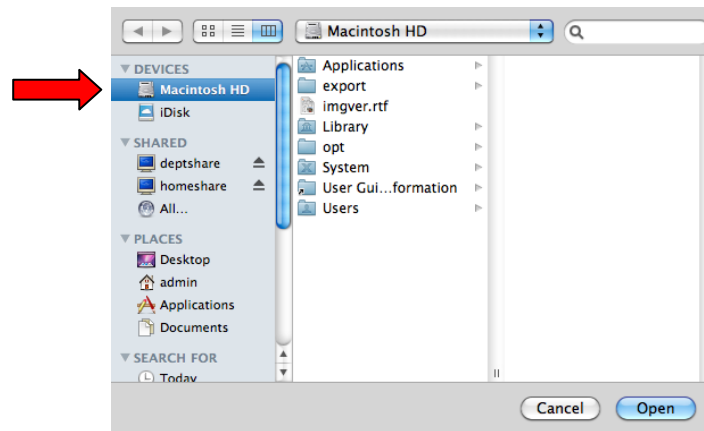 Macintosh HD
DEVICES
Macintosh HD
iDisk
SHARED
deptshare
homeshare
All...
PLACES
Desktop
admin
Applications
Documents
SEARCH FOR
Today
Applications
export
imgver.rtf
Library
opt
System
User Gui...formation
Users
Cancel
Open